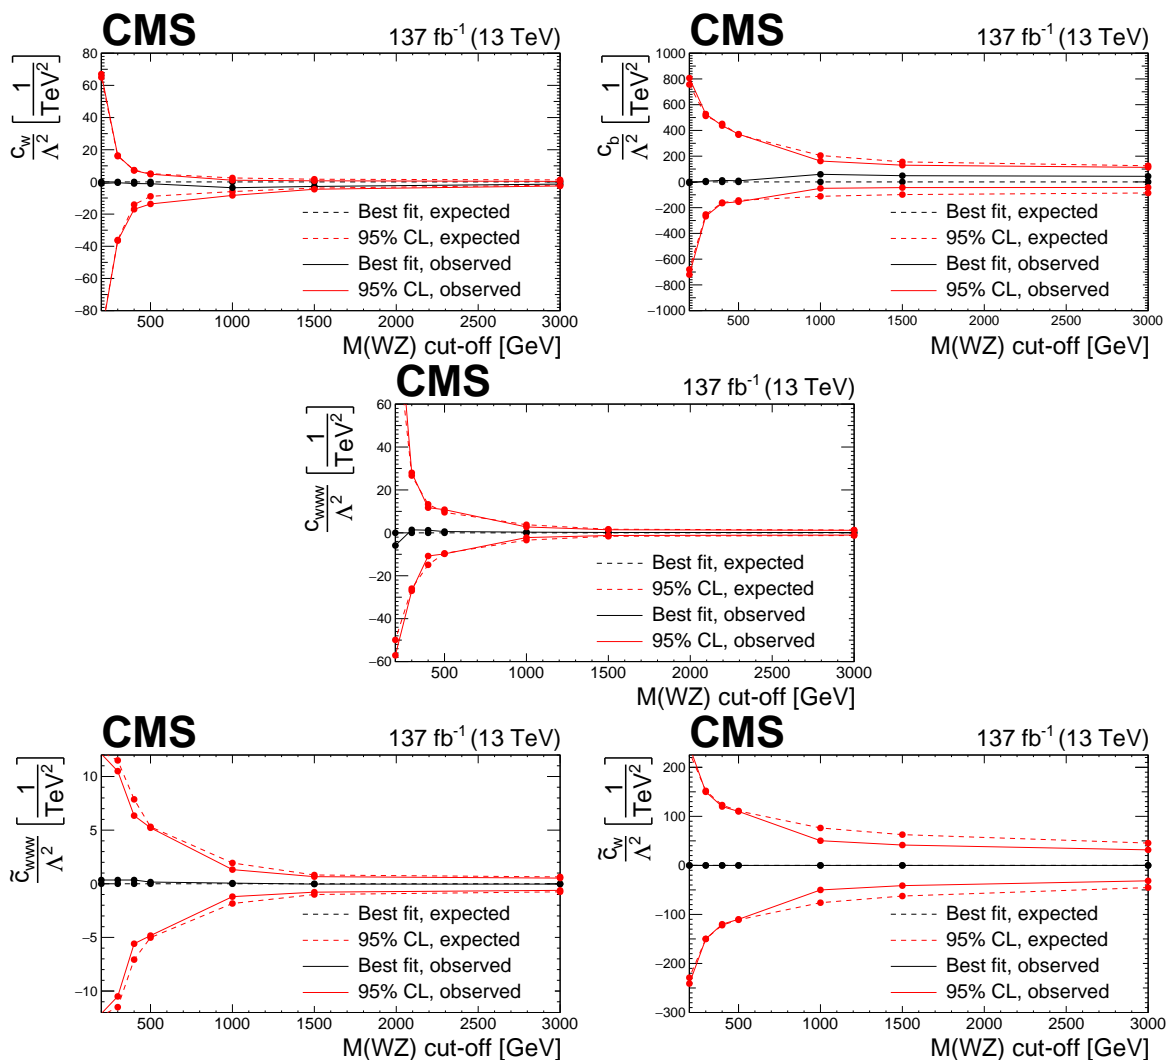 CMS 137 fb⁻¹ (13 TeV)
c_w/Λ² [1/TeV²]
80
60
40
20
0
−20
−40
−60
−80
Best fit, expected
95% CL, expected
Best fit, observed
95% CL, observed
500 1000 1500 2000 2500 3000
M(WZ) cut-off [GeV]
CMS 137 fb⁻¹ (13 TeV)
c_b/Λ² [1/TeV²]
1000
800
600
400
200
0
−200
−400
−600
−800
−1000
Best fit, expected
95% CL, expected
Best fit, observed
95% CL, observed
500 1000 1500 2000 2500 3000
M(WZ) cut-off [GeV]
CMS 137 fb⁻¹ (13 TeV)
c_www/Λ² [1/TeV²]
60
40
20
0
−20
−40
−60
Best fit, expected
95% CL, expected
Best fit, observed
95% CL, observed
500 1000 1500 2000 2500 3000
M(WZ) cut-off [GeV]
CMS 137 fb⁻¹ (13 TeV)
c̃_www/Λ² [1/TeV²]
10
5
0
−5
−10
Best fit, expected
95% CL, expected
Best fit, observed
95% CL, observed
500 1000 1500 2000 2500 3000
M(WZ) cut-off [GeV]
CMS 137 fb⁻¹ (13 TeV)
c̃_w/Λ² [1/TeV²]
200
100
0
−100
−200
−300
Best fit, expected
95% CL, expected
Best fit, observed
95% CL, observed
500 1000 1500 2000 2500 3000
M(WZ) cut-off [GeV]